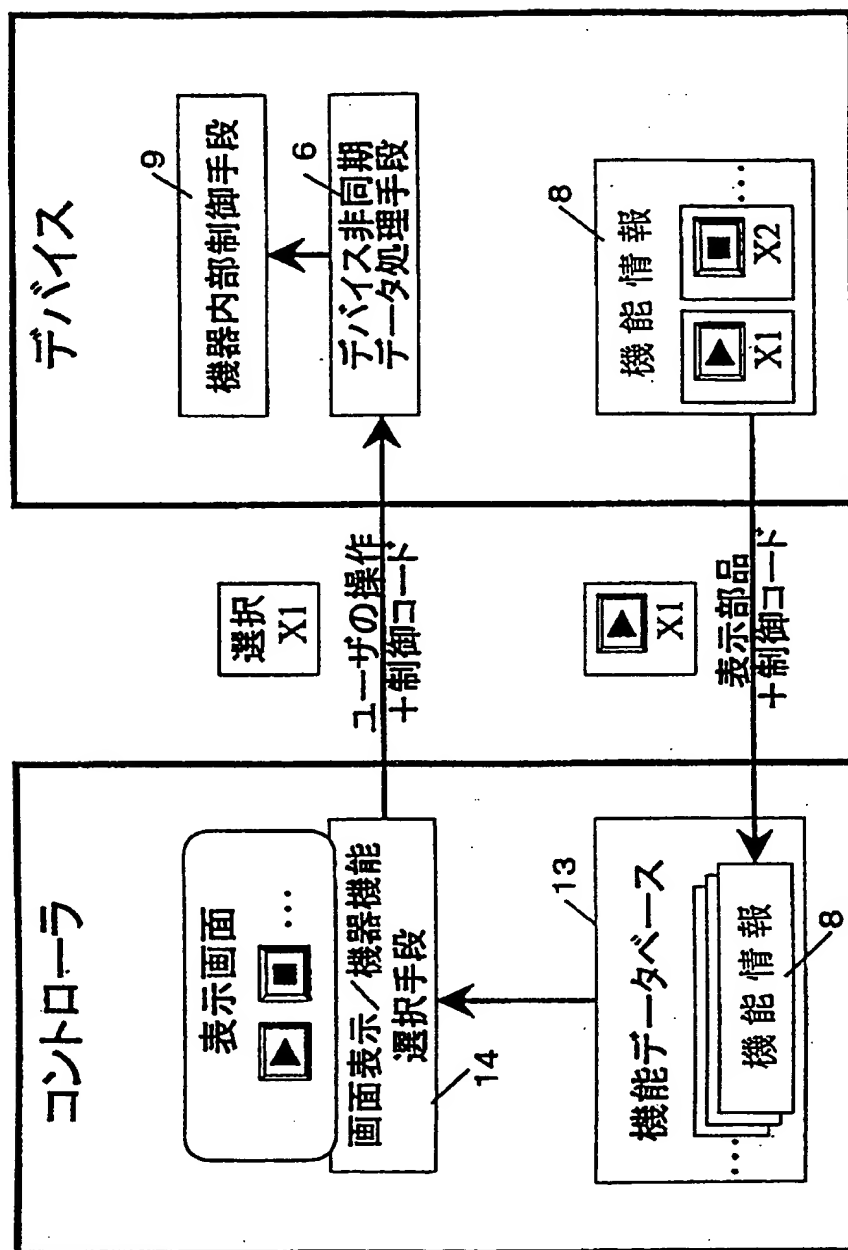 コントローラ
表示画面
...
画面表示/機器機能
選択手段
14
機能データベース
13
機能情報
8
...
選択
X1
ユーザの操作
+制御コード
X1
表示部品
+制御コード
デバイス
機器内部制御手段
9
デバイス非同期
データ処理手段
6
機能情報
8
X1
X2
...